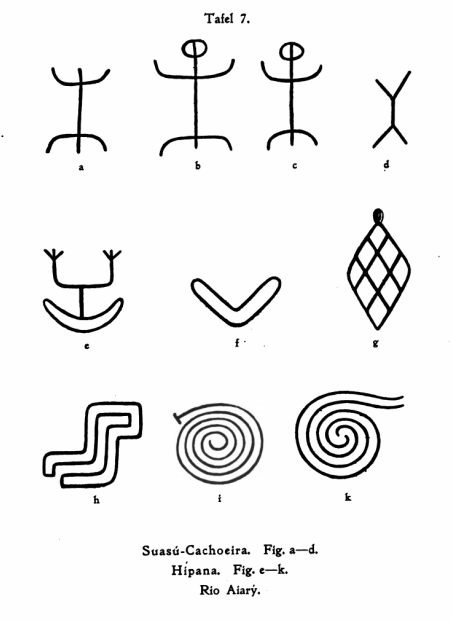 Tafel 7.
a
b
c
d
e
f
g
h
i
k
Suasú-Cachoeira. Fig. a—d.
Hípana. Fig. e—k.
Rio Aiarý.